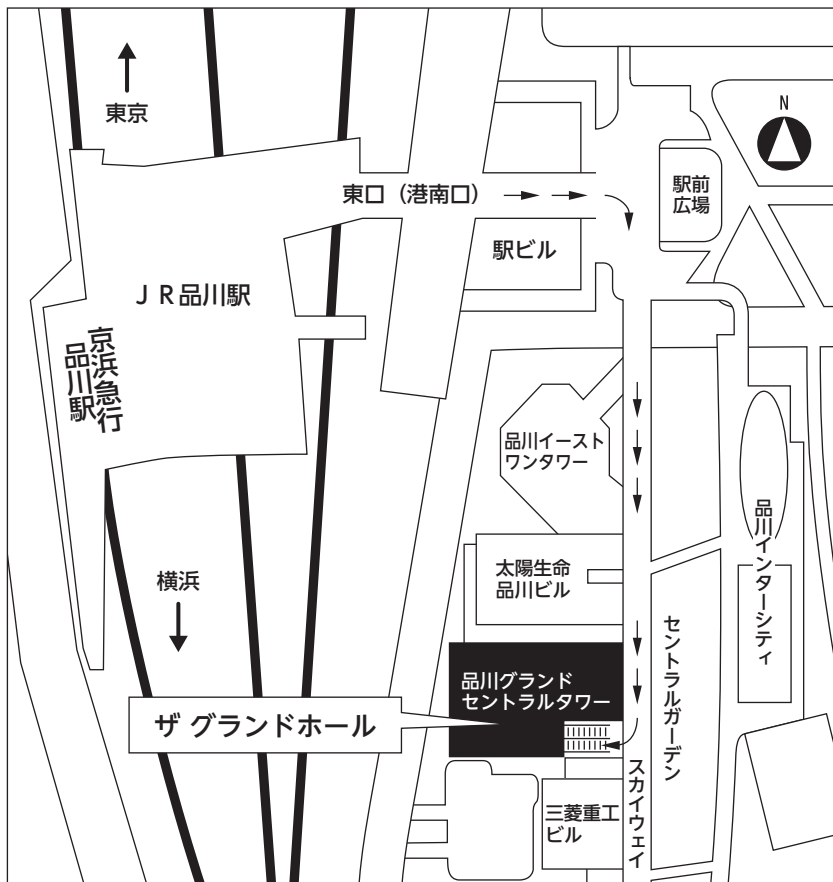 東京
N
駅前
広場
東口（港南口）
駅ビル
ＪＲ品川駅
京浜急行
品川駅
品川イースト
ワンタワー
品川インターシティ
太陽生命
品川ビル
横浜
セントラルガーデン
品川グランド
セントラルタワー
ザ グランドホール
スカイウェイ
三菱重工
ビル